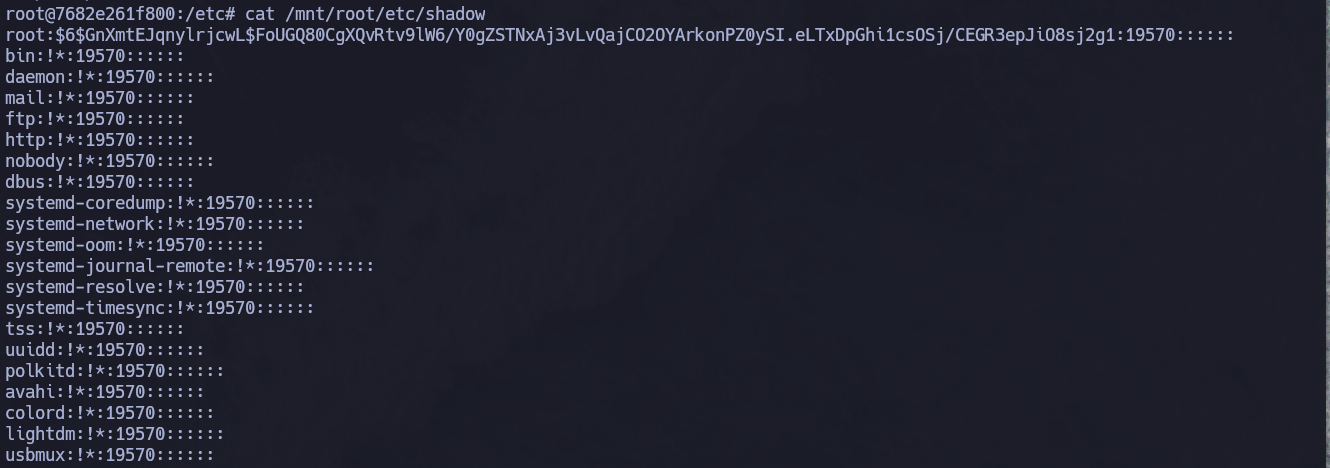 root@7682e261f800:/etc# cat /mnt/root/etc/shadow
root:$6$GnXmtEJqnylrjcwL$FoUGQ80CgXQvRtv9lW6/Y0gZSTNxAj3vLvQajCO2OYArkonPZ0ySI.eLTxDpGhi1csOSj/CEGR3epJiO8sj2g1:19570::::::
bin:!*:19570::::::
daemon:!*:19570::::::
mail:!*:19570::::::
ftp:!*:19570::::::
http:!*:19570::::::
nobody:!*:19570::::::
dbus:!*:19570::::::
systemd-coredump:!*:19570::::::
systemd-network:!*:19570::::::
systemd-oom:!*:19570::::::
systemd-journal-remote:!*:19570::::::
systemd-resolve:!*:19570::::::
systemd-timesync:!*:19570::::::
tss:!*:19570::::::
uuidd:!*:19570::::::
polkitd:!*:19570::::::
avahi:!*:19570::::::
colord:!*:19570::::::
lightdm:!*:19570::::::
usbmux:!*:19570::::::